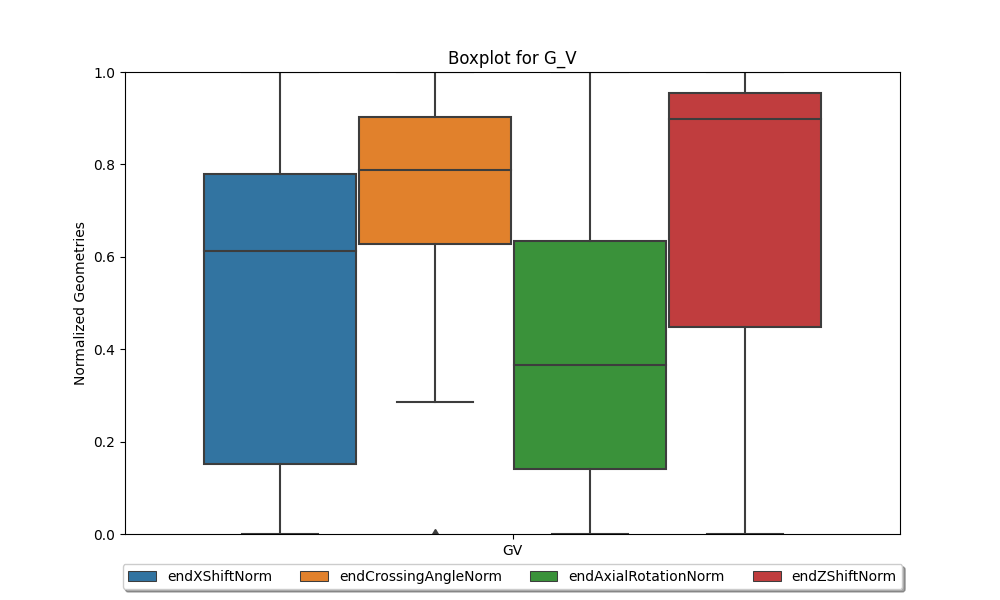 Boxplot for G_V
1.0
0.8
0.6
0.4
0.2
0.0
Normalized Geometries
GV
endXShiftNorm endCrossingAngleNorm endAxialRotationNorm endZShiftNorm